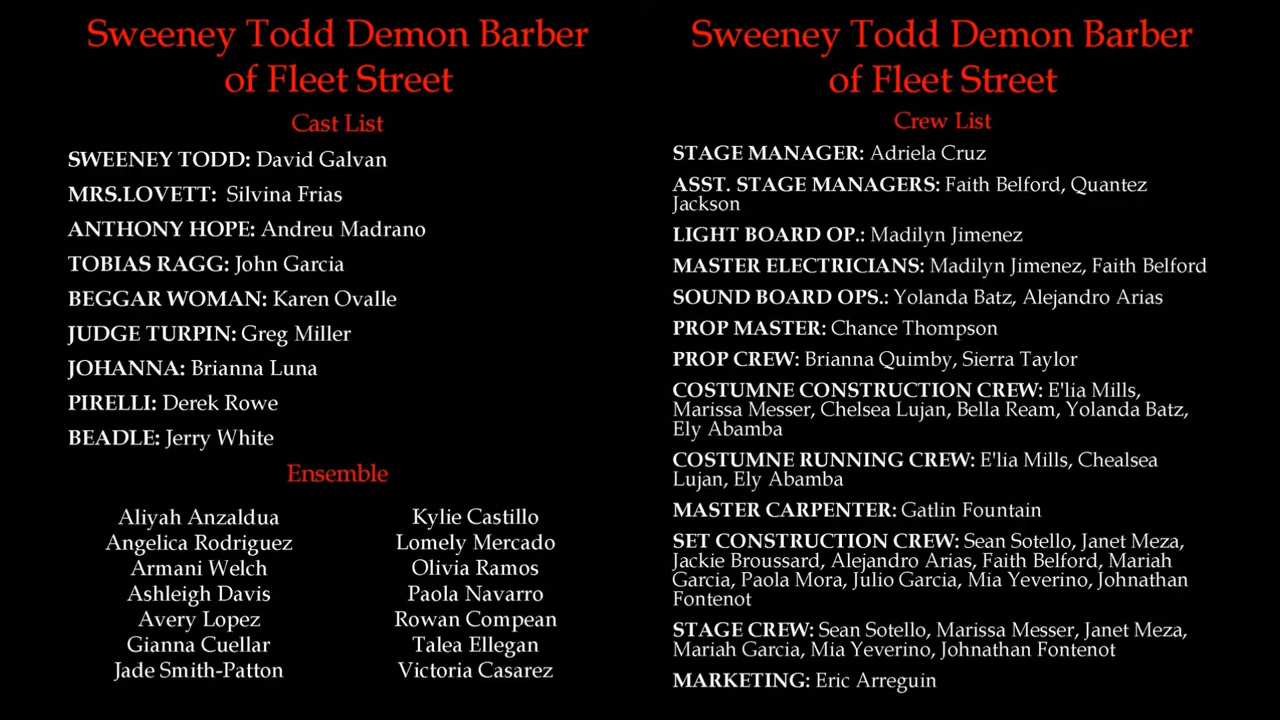 Sweeney Todd Demon Barber
of Fleet Street
Cast List
SWEENEY TODD: David Galvan
MRS.LOVETT: Silvina Frias
ANTHONY HOPE: Andreu Madrano
TOBIAS RAGG: John Garcia
BEGGAR WOMAN: Karen Ovalle
JUDGE TURPIN: Greg Miller
JOHANNA: Brianna Luna
PIRELLI: Derek Rowe
BEADLE: Jerry White
Ensemble
Aliyah Anzaldua
Angelica Rodriguez
Armani Welch
Ashleigh Davis
Avery Lopez
Gianna Cuellar
Jade Smith-Patton
Kylie Castillo
Lomely Mercado
Olivia Ramos
Paola Navarro
Rowan Compean
Talea Ellegan
Victoria Casarez
Sweeney Todd Demon Barber
of Fleet Street
Crew List
STAGE MANAGER: Adriela Cruz
ASST. STAGE MANAGERS: Faith Belford, Quantez
Jackson
LIGHT BOARD OP.: Madilyn Jimenez
MASTER ELECTRICIANS: Madilyn Jimenez, Faith Belford
SOUND BOARD OPS.: Yolanda Batz, Alejandro Arias
PROP MASTER: Chance Thompson
PROP CREW: Brianna Quimby, Sierra Taylor
COSTUMNE CONSTRUCTION CREW: E'lia Mills,
Marissa Messer, Chelsea Lujan, Bella Ream, Yolanda Batz,
Ely Abamba
COSTUMNE RUNNING CREW: E'lia Mills, Chealsea
Lujan, Ely Abamba
MASTER CARPENTER: Gatlin Fountain
SET CONSTRUCTION CREW: Sean Sotello, Janet Meza,
Jackie Broussard, Alejandro Arias, Faith Belford, Mariah
Garcia, Paola Mora, Julio Garcia, Mia Yeverino, Johnathan
Fontenot
STAGE CREW: Sean Sotello, Marissa Messer, Janet Meza,
Mariah Garcia, Mia Yeverino, Johnathan Fontenot
MARKETING: Eric Arreguin